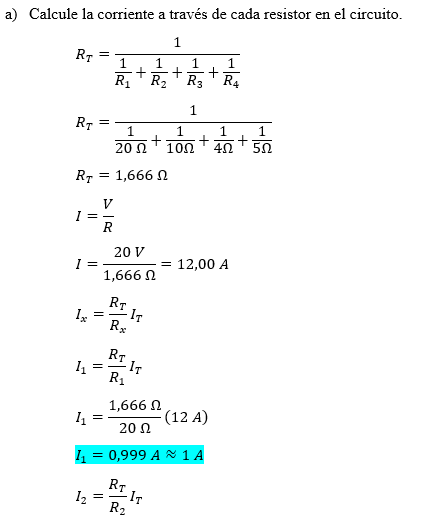 a) Calcule la corriente a través de cada resistor en el circuito.
R_T = 1 / (1/R_1 + 1/R_2 + 1/R_3 + 1/R_4)
R_T = 1 / (1/20 Ω + 1/10Ω + 1/4Ω + 1/5Ω)
R_T = 1,666 Ω
I = V/R
I = 20 V / 1,666 Ω = 12,00 A
I_x = R_T/R_x I_T
I_1 = R_T/R_1 I_T
I_1 = 1,666 Ω / 20 Ω (12 A)
I_1 = 0,999 A ≈ 1 A
I_2 = R_T/R_2 I_T